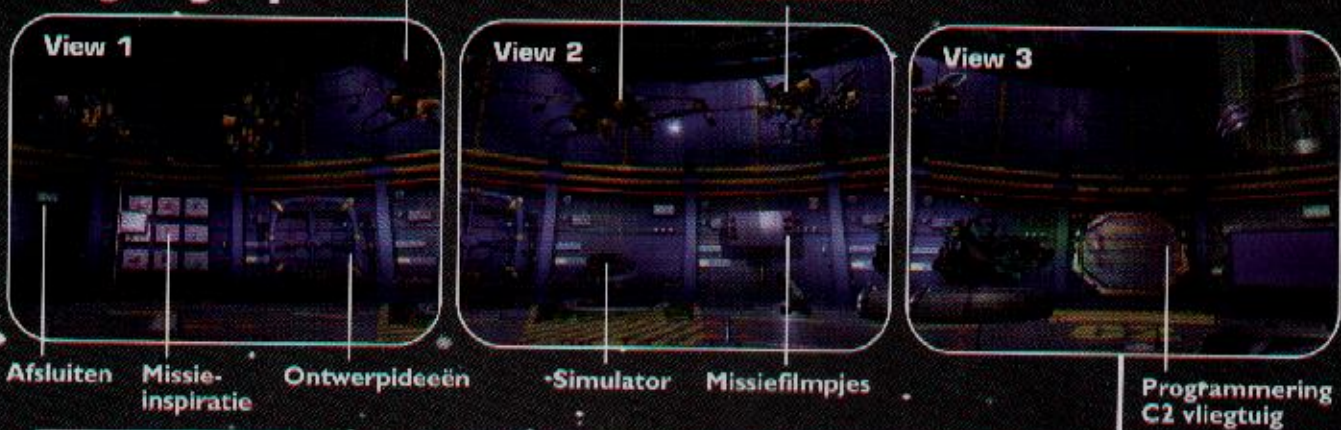 View 1
View 2
View 3
Afsluiten
Missie-
inspiratie
Ontwerpideeën
-Simulator
Missiefilmpjes
Programmering
C2 vliegtuig